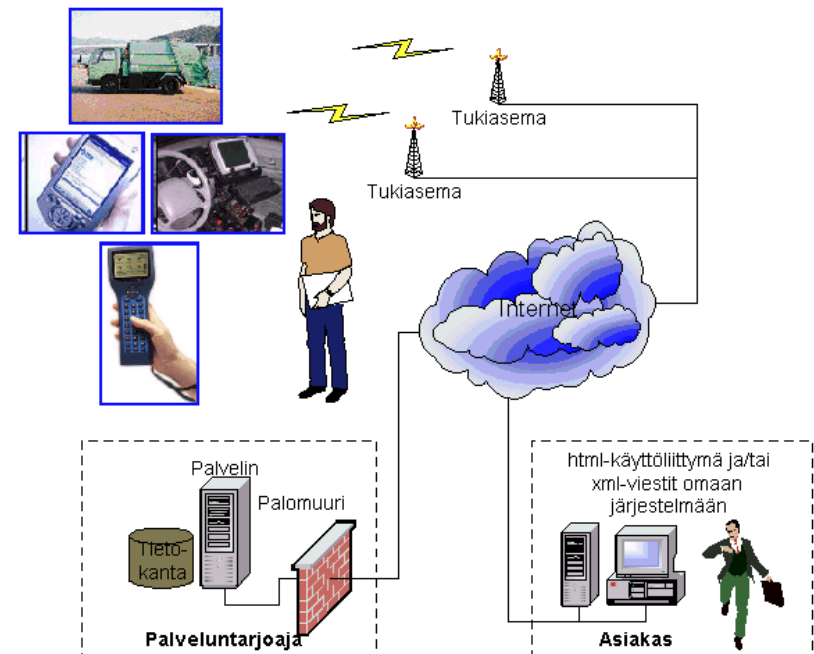 Tukiasema
Tukiasema
Internet
Palvelin
Palomuuri
Tieto-
kanta
Palveluntarjoaja
html-käyttöliittymä ja/tai
xml-viestit omaan
järjestelmään
Asiakas